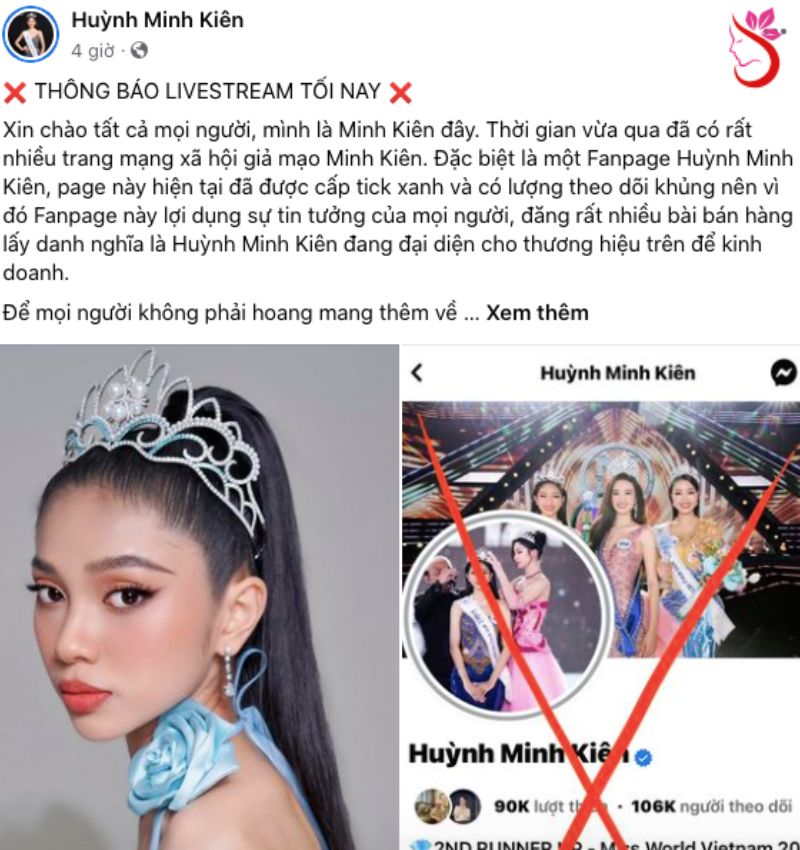 Huỳnh Minh Kiên
4 giờ ·
❌ THÔNG BÁO LIVESTREAM TỐI NAY ❌
Xin chào tất cả mọi người, mình là Minh Kiên đây. Thời gian vừa qua đã có rất
nhiều trang mạng xã hội giả mạo Minh Kiên. Đặc biệt là một Fanpage Huỳnh Minh
Kiên, page này hiện tại đã được cấp tick xanh và có lượng theo dõi khủng nên vì
đó Fanpage này lợi dụng sự tin tưởng của mọi người, đăng rất nhiều bài bán hàng
lấy danh nghĩa là Huỳnh Minh Kiên đang đại diện cho thương hiệu trên để kinh
doanh.
Để mọi người không phải hoang mang thêm về ... Xem thêm
Huỳnh Minh Kiên
Huỳnh Minh Kiên
90K lượt · 106K người theo dõi
2ND RUNNER - Miss World Vietnam 20